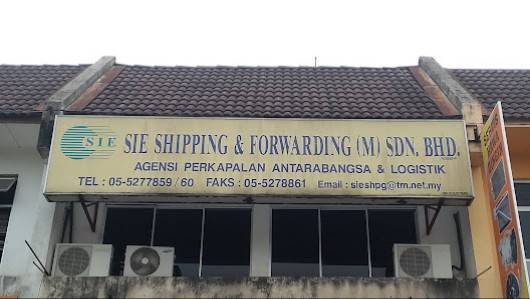 SIE
SIE SHIPPING & FORWARDING (M) SDN. BHD.
AGENSI PERKAPALAN ANTARABANGSA & LOGISTIK
TEL : 05-5277859/60 FAKS : 05-5278861 Email : sieshpg@tm.net.my